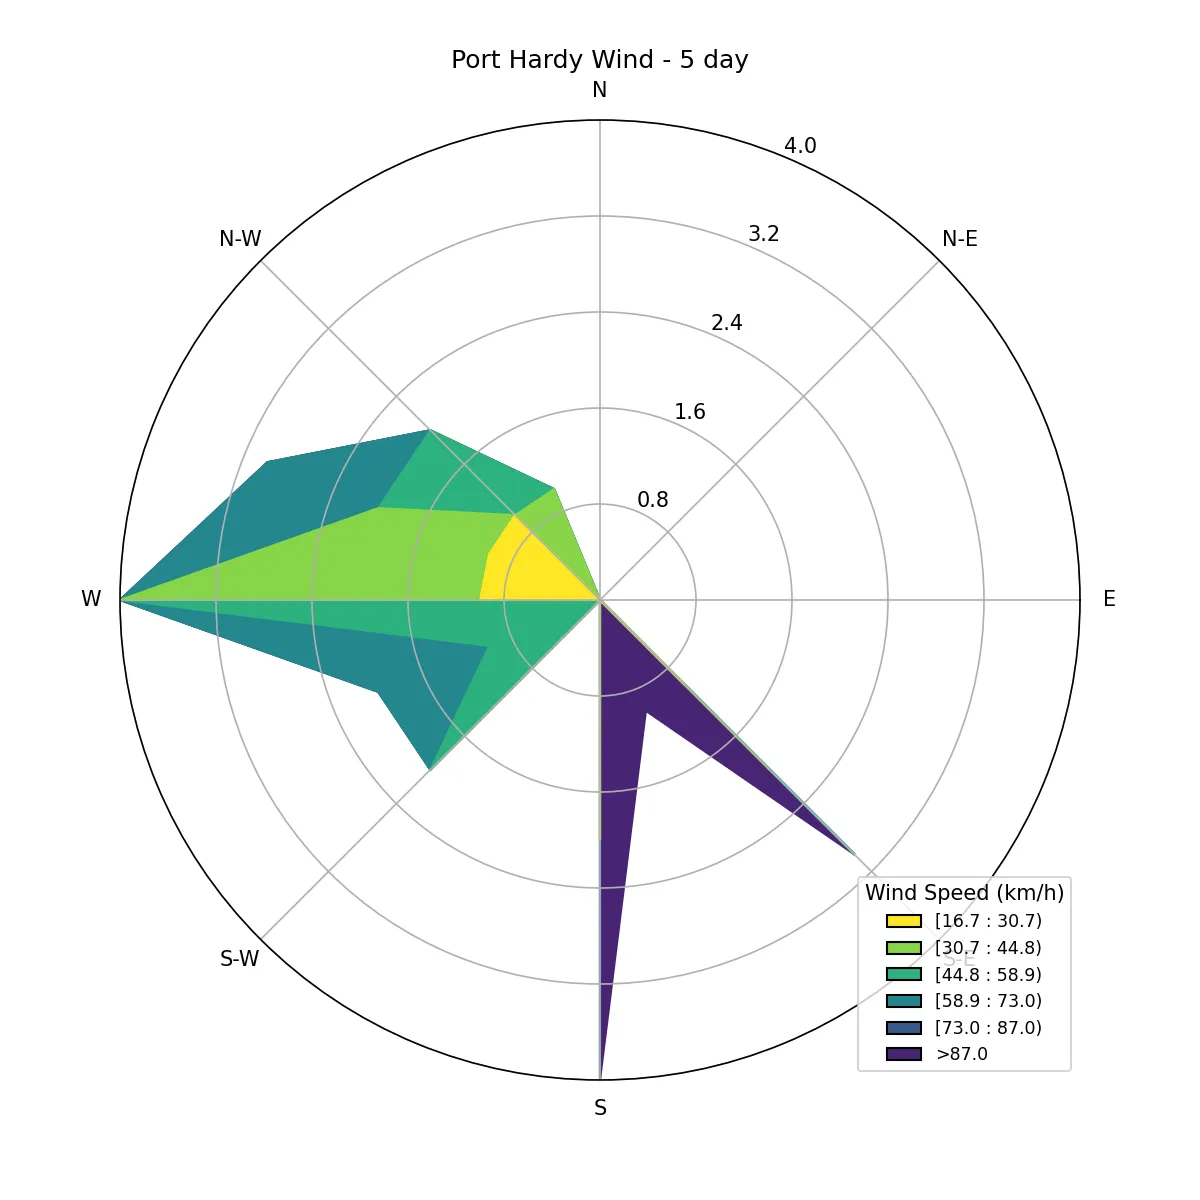 Port Hardy Wind - 5 day
N
4.0
N-W
3.2
N-E
2.4
1.6
0.8
W
E
S-W
S-E
S
Wind Speed (km/h)
[16.7 : 30.7)
[30.7 : 44.8)
[44.8 : 58.9)
[58.9 : 73.0)
[73.0 : 87.0)
>87.0